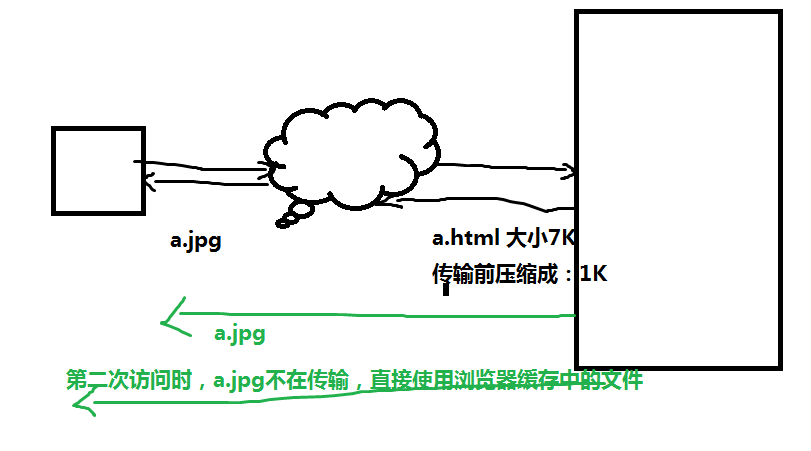 a.jpg
a.html 大小7K
传输前压缩成：1K
a.jpg
第二次访问时，a.jpg不在传输，直接使用浏览器缓存中的文件